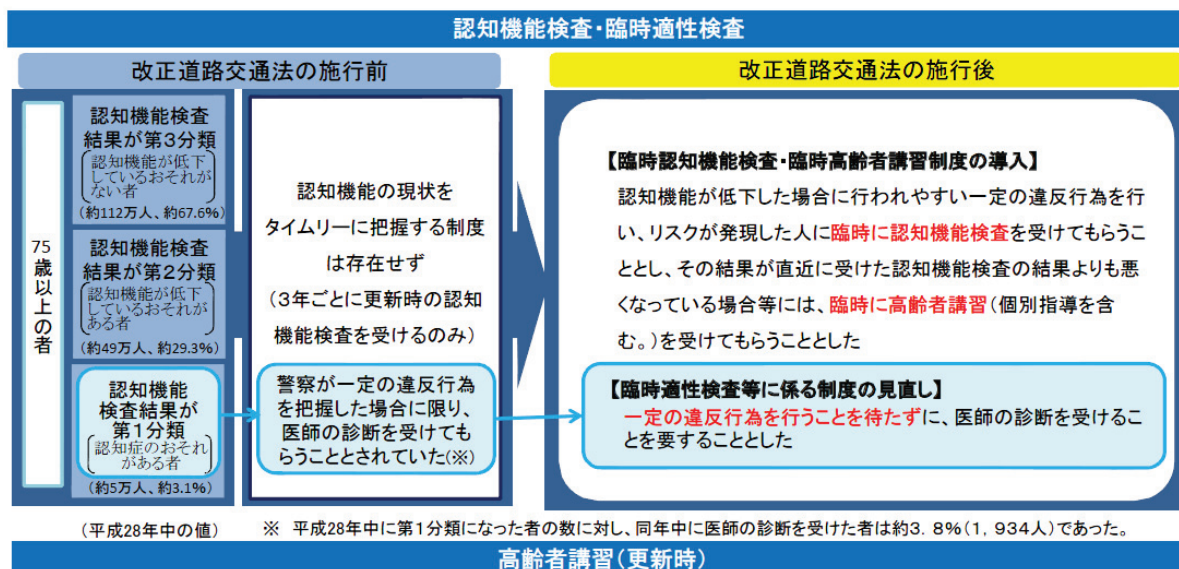 認知機能検査・臨時適性検査
改正道路交通法の施行前
改正道路交通法の施行後
75歳以上の者
認知機能検査
結果が第3分類
認知機能が低下
しているおそれが
ない者
(約112万人、約67.6%)
認知機能検査
結果が第2分類
認知機能が低下
しているおそれが
ある者
(約49万人、約29.3%)
認知機能
検査結果が
第1分類
認知症のおそれ
がある者
(約5万人、約3.1%)
認知機能の現状を
タイムリーに把握する制度
は存在せず
(3年ごとに更新時の認知
機能検査を受けるのみ)
警察が一定の違反行為
を把握した場合に限り、
医師の診断を受けても
らうこととされていた(※)
【臨時認知機能検査・臨時高齢者講習制度の導入】
認知機能が低下した場合に行われやすい一定の違反行為を行
い、リスクが発現した人に臨時に認知機能検査を受けてもらうこ
ととし、その結果が直近に受けた認知機能検査の結果よりも悪
くなっている場合等には、臨時に高齢者講習(個別指導を含
む。)を受けてもらうこととした
【臨時適性検査等に係る制度の見直し】
一定の違反行為を行うことを待たずに、医師の診断を受けるこ
とを要することとした
(平成28年中の値)
※ 平成28年中に第1分類になった者の数に対し、同年中に医師の診断を受けた者は約3.8%(1,934人)であった。
高齢者講習(更新時)